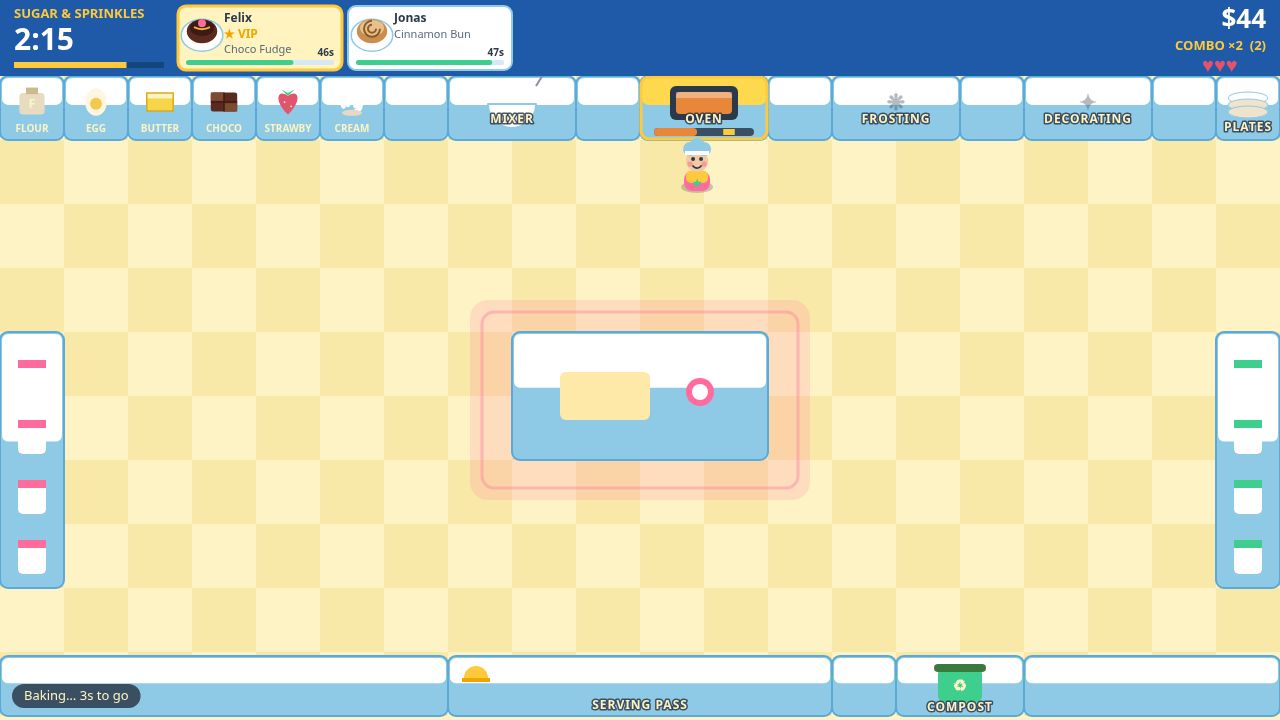 SUGAR & SPRINKLES
2:15
Felix
★ VIP
Choco Fudge
46s
Jonas
Cinnamon Bun
47s
$44
COMBO ×2 (2)
♥♥♥
F
FLOUR
EGG
BUTTER
CHOCO
STRAWBY
CREAM
MIXER
OVEN
FROSTING
DECORATING
PLATES
Baking... 3s to go
SERVING PASS
COMPOST